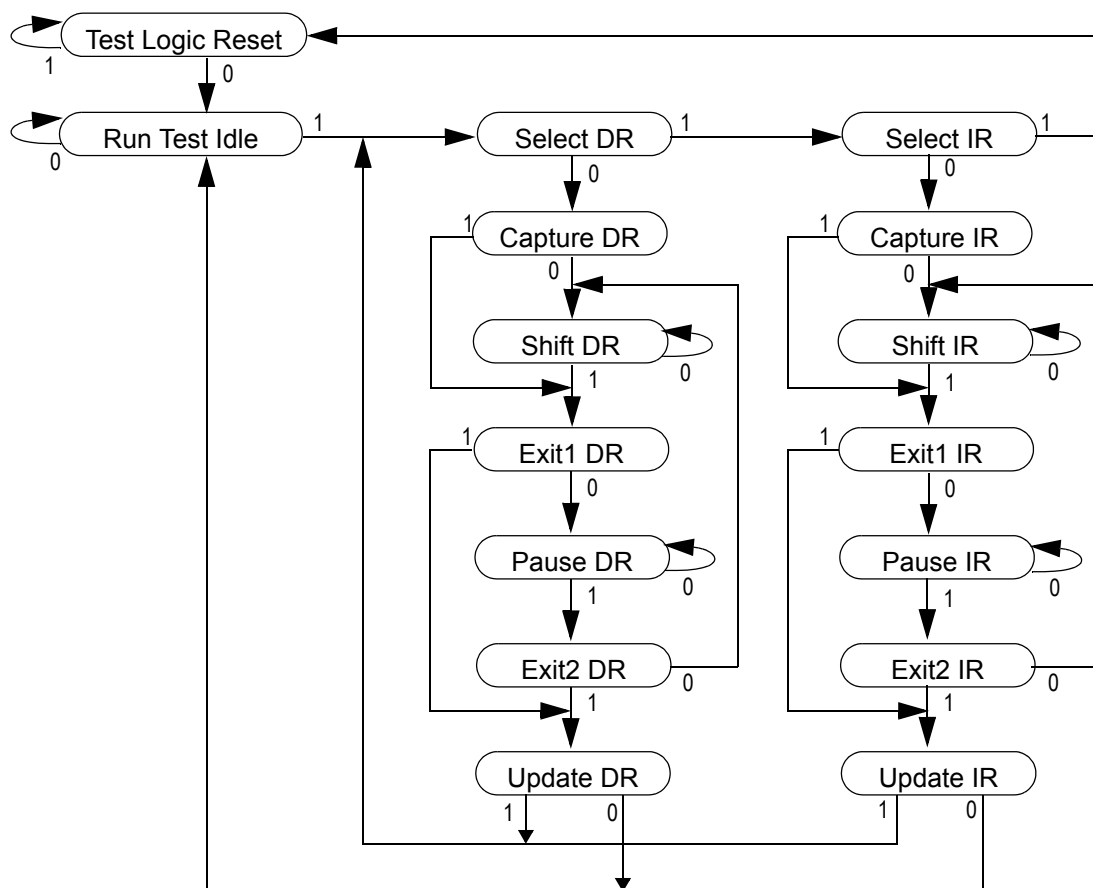 Test Logic Reset
1
0
Run Test Idle
1
Select DR
1
Select IR
1
0
0
0
1
Capture DR
1
Capture IR
0
0
Shift DR
Shift IR
1
0
1
0
1
Exit1 DR
1
Exit1 IR
0
0
Pause DR
Pause IR
1
0
1
0
Exit2 DR
Exit2 IR
0
0
1
1
Update DR
Update IR
1
0
1
0